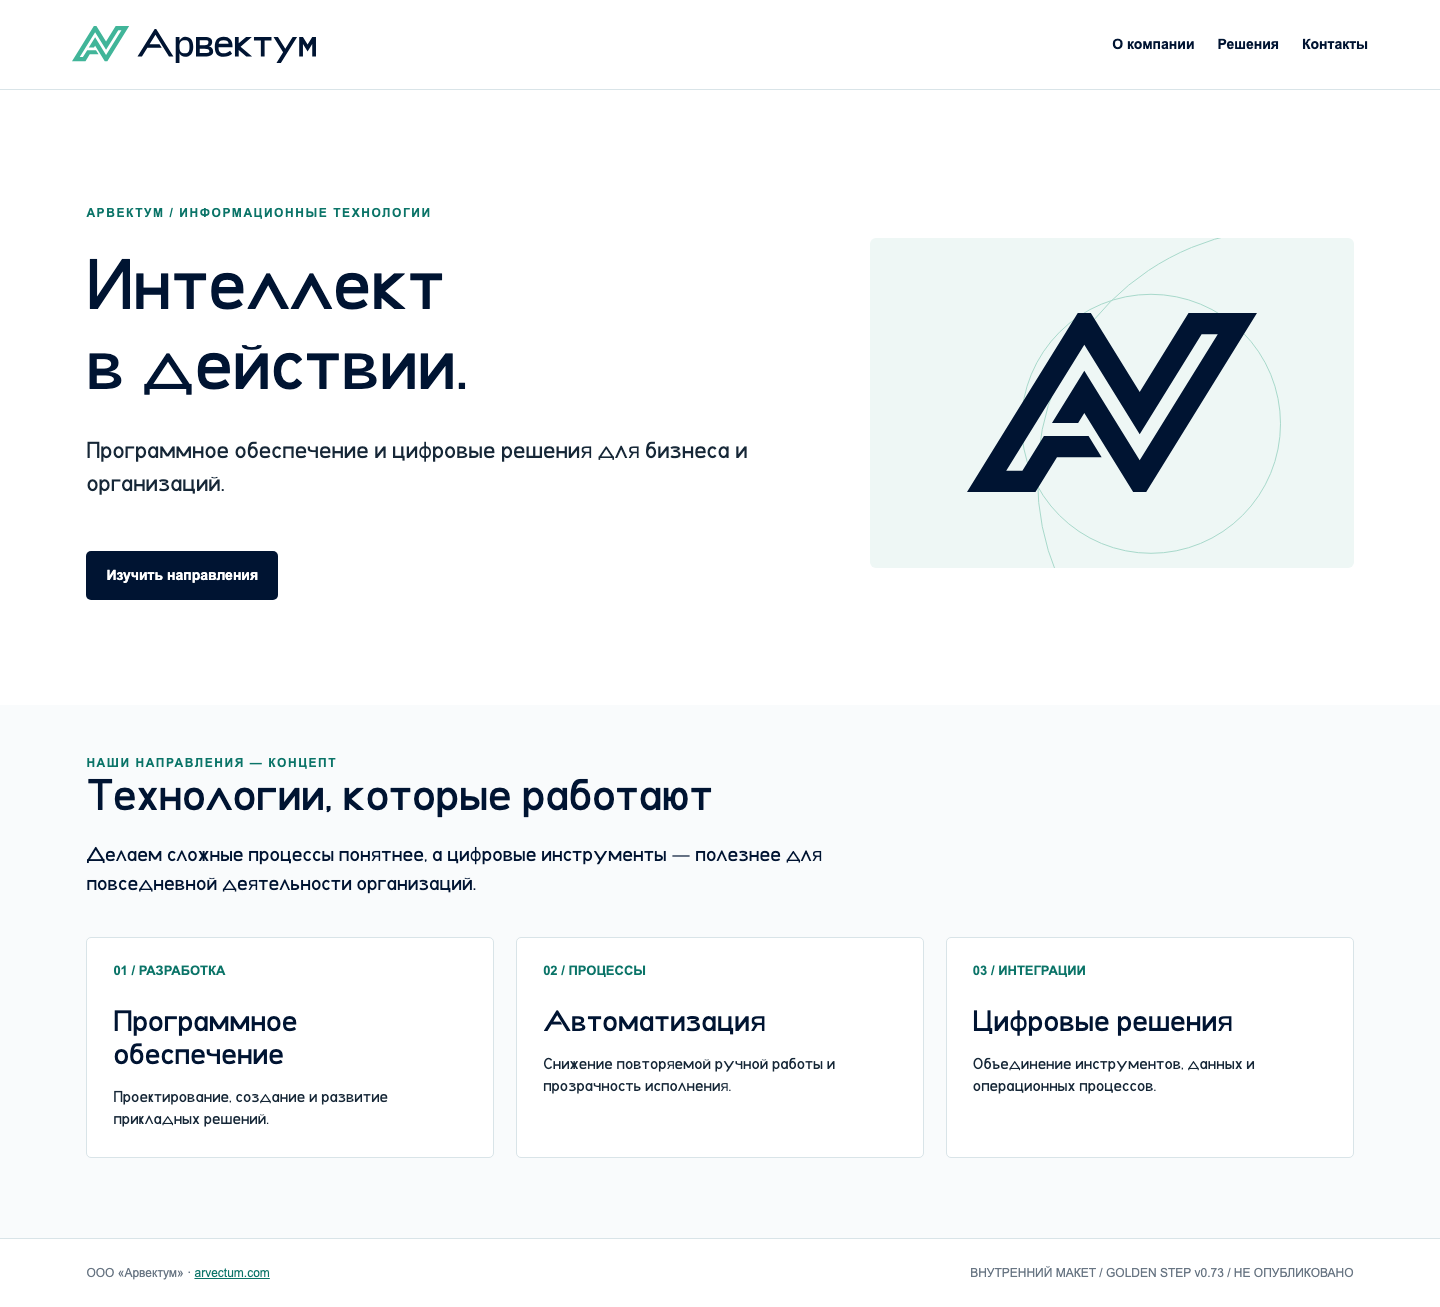 Арвектум
О компании Решения Контакты
АРВЕКТУМ / ИНФОРМАЦИОННЫЕ ТЕХНОЛОГИИ
Интеллект
в действии.
Программное обеспечение и цифровые решения для бизнеса и
организаций.
Изучить направления
НАШИ НАПРАВЛЕНИЯ — КОНЦЕПТ
Технологии, которые работают
Делаем сложные процессы понятнее, а цифровые инструменты — полезнее для
повседневной деятельности организаций.
01 / РАЗРАБОТКА
Программное
обеспечение
Проектирование, создание и развитие
прикладных решений.
02 / ПРОЦЕССЫ
Автоматизация
Снижение повторяемой ручной работы и
прозрачность исполнения.
03 / ИНТЕГРАЦИИ
Цифровые решения
Объединение инструментов, данных и
операционных процессов.
ООО «Арвектум» · arvectum.com
ВНУТРЕННИЙ МАКЕТ / GOLDEN STEP v0.73 / НЕ ОПУБЛИКОВАНО